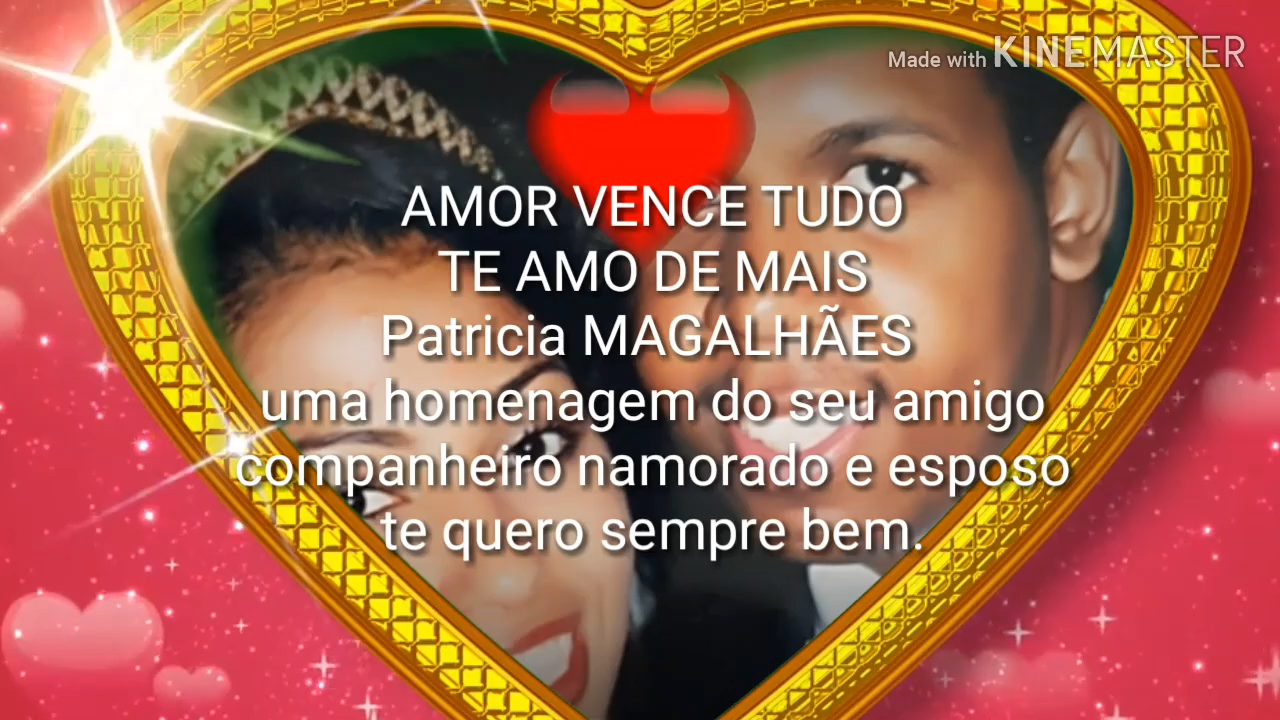 Made with KINEMASTER
AMOR VENCE TUDO
TE AMO DE MAIS
Patricia MAGALHÃES
uma homenagem do seu amigo
companheiro namorado e esposo
te quero sempre bem.